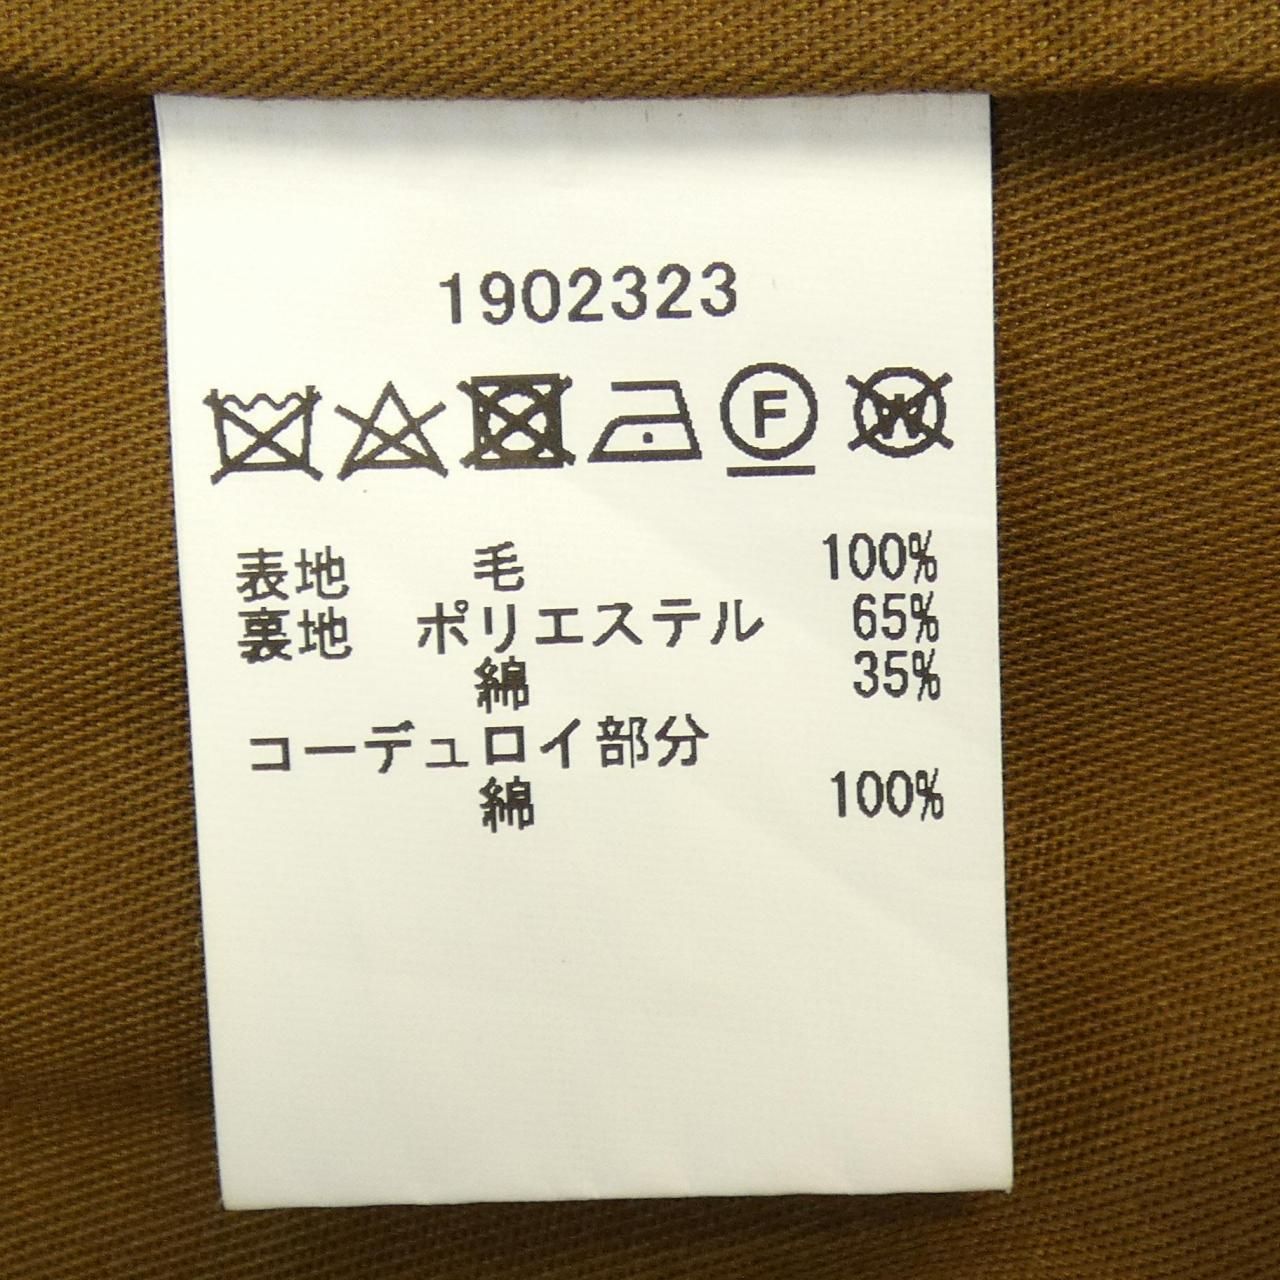 1902323
F W
表地 毛 100%
裏地 ポリエステル 65%
綿 35%
コーデュロイ部分
綿 100%